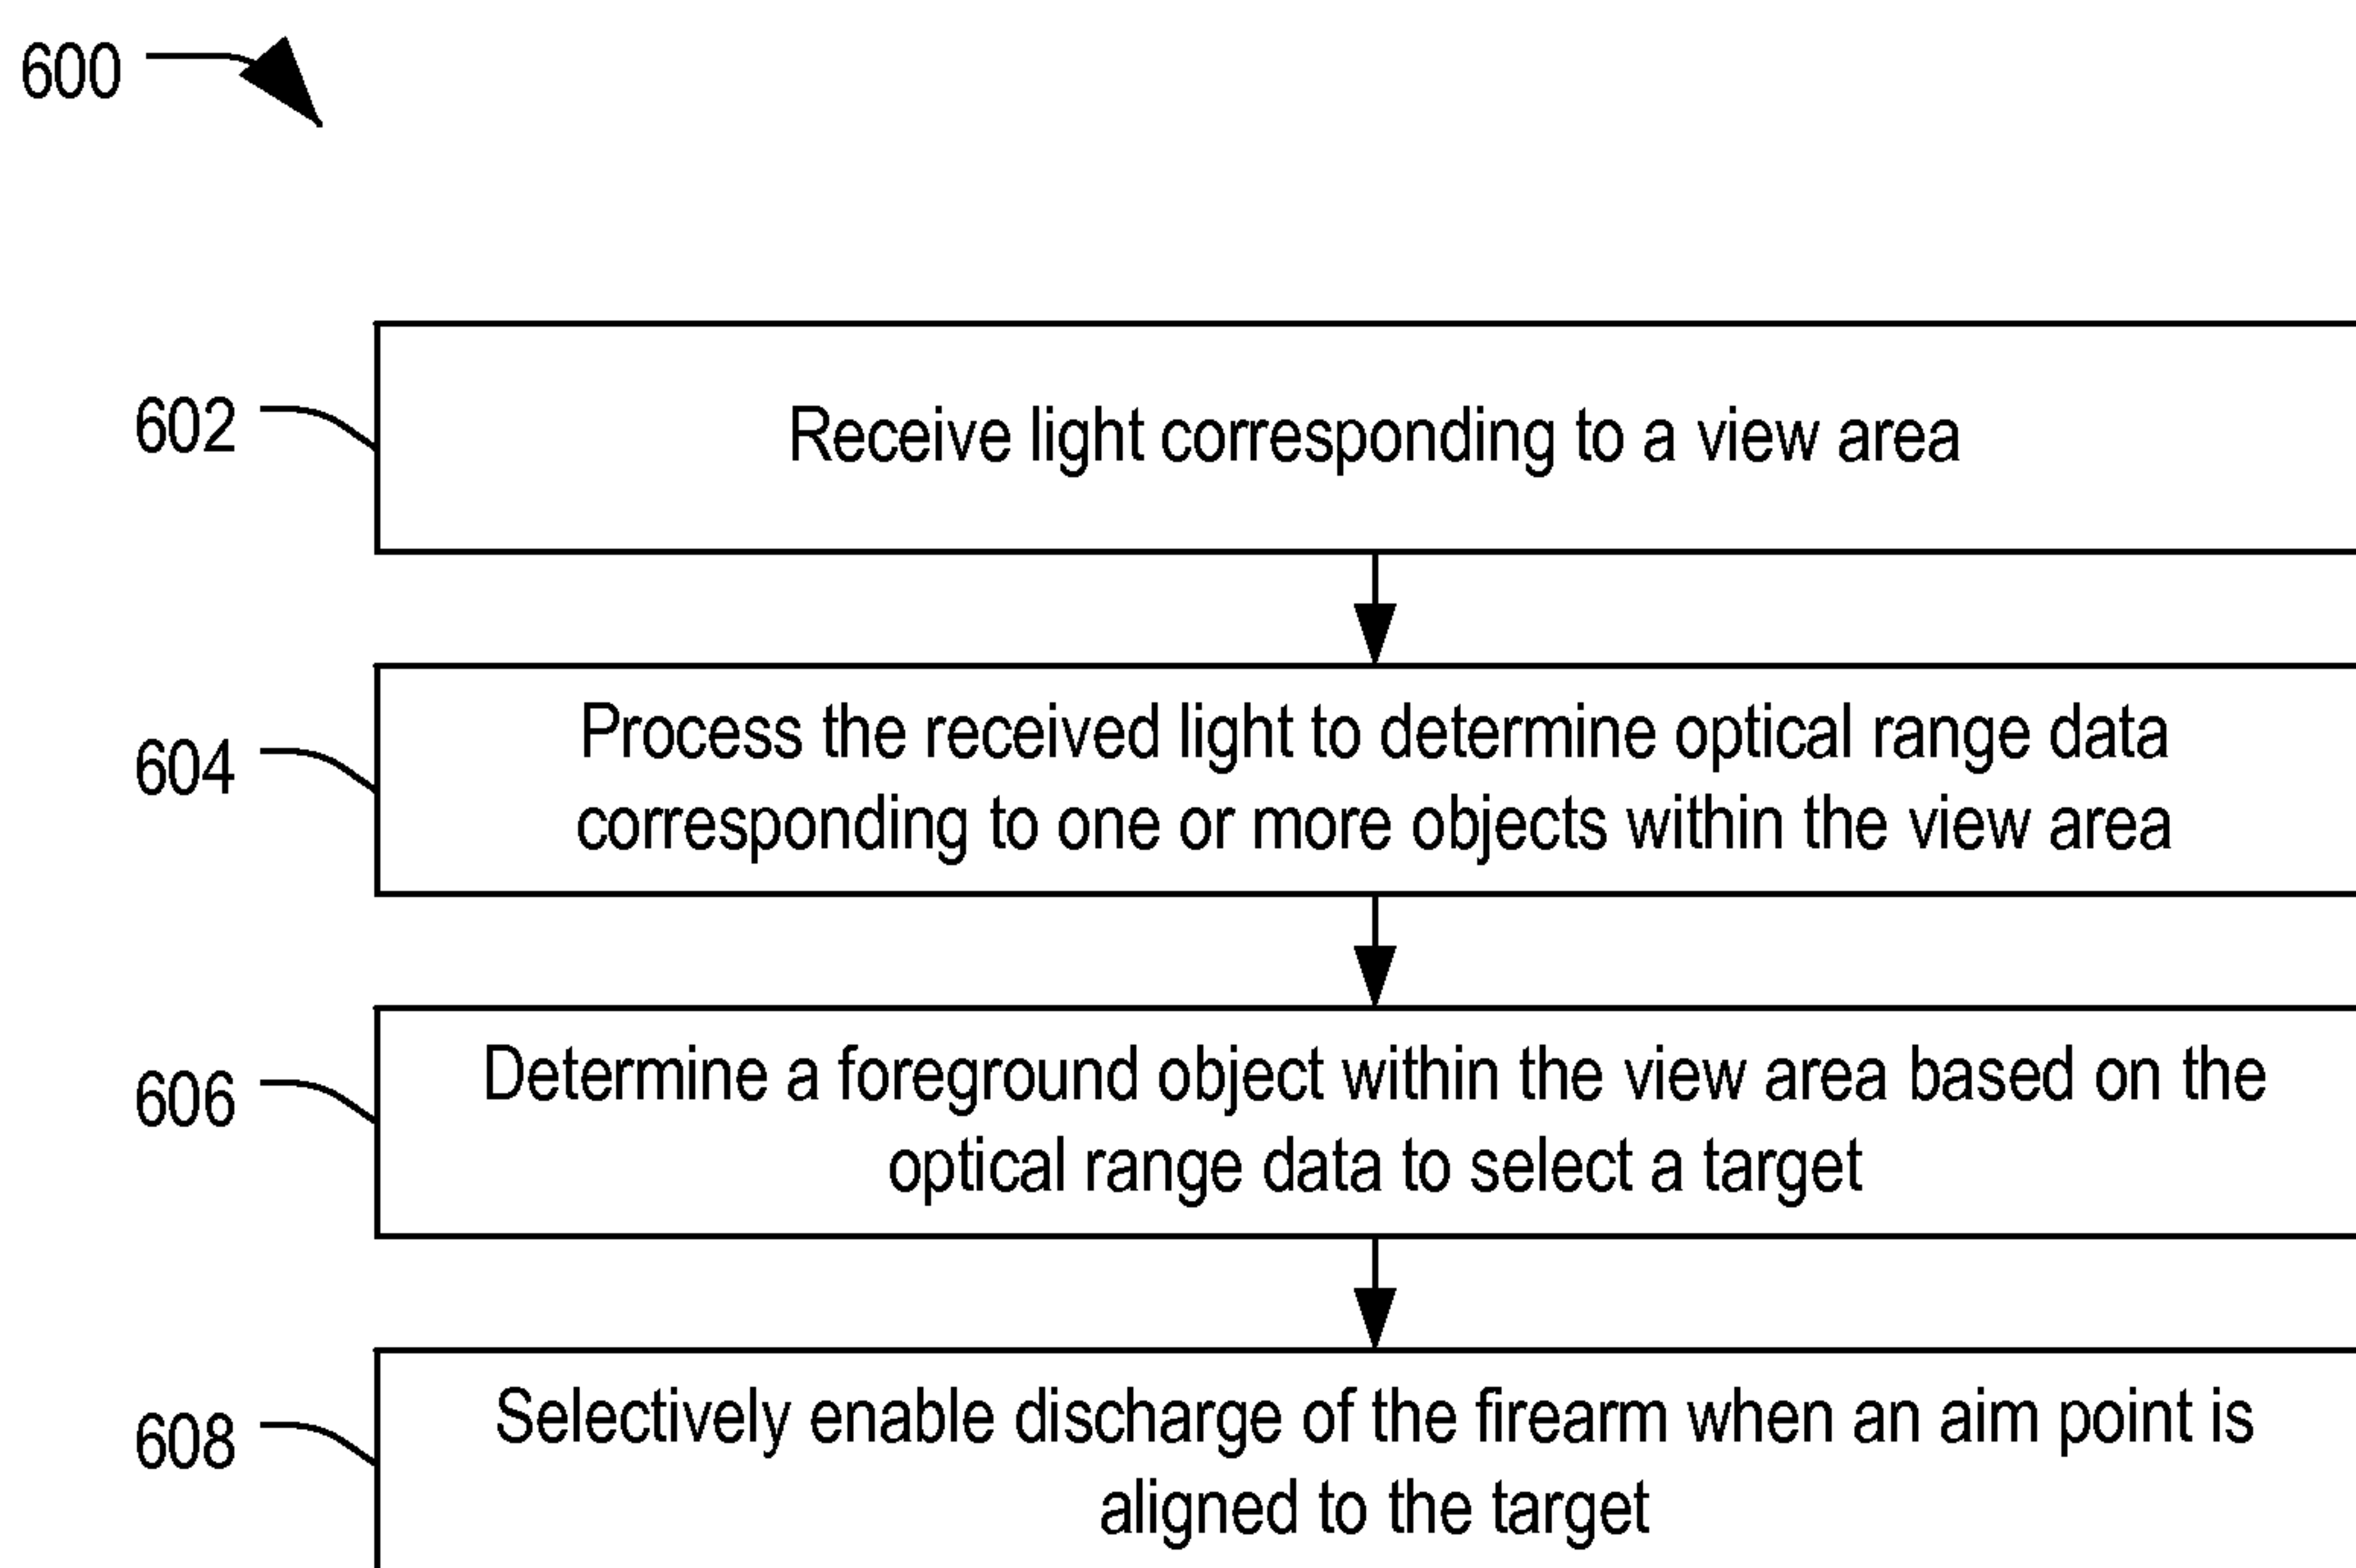 600
602
Receive light corresponding to a view area
604
Process the received light to determine optical range data
corresponding to one or more objects within the view area
606
Determine a foreground object within the view area based on the
optical range data to select a target
608
Selectively enable discharge of the firearm when an aim point is
aligned to the target